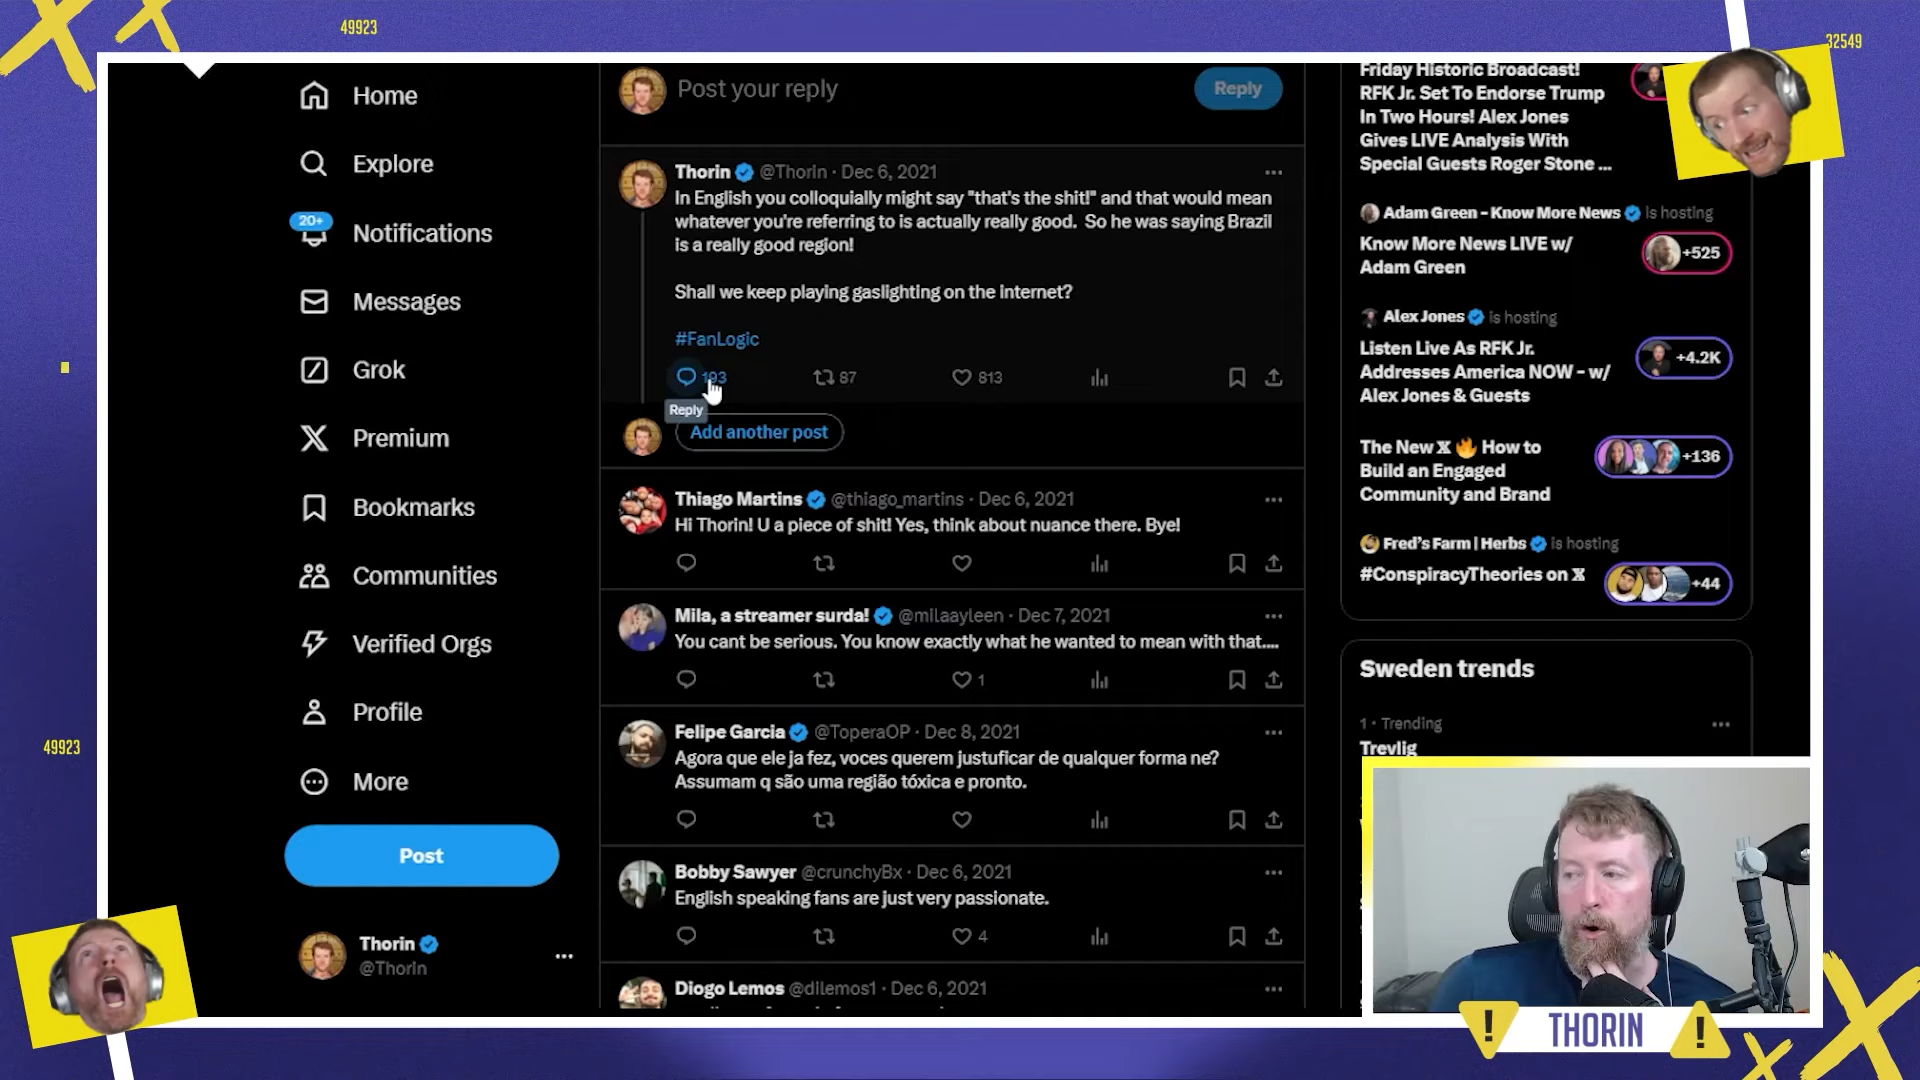 49923
32549
49923
Home
Explore
20+
Notifications
Messages
Grok
Premium
Bookmarks
Communities
Verified Orgs
Profile
More
Post
Thorin
@Thorin
Post your reply
Reply
Thorin @Thorin · Dec 6, 2021
In English you colloquially might say "that's the shit!" and that would mean
whatever you're referring to is actually really good. So he was saying Brazil
is a really good region!
Shall we keep playing gaslighting on the internet?
#FanLogic
193 87 813
Reply
Add another post
Thiago Martins @thiago_martins · Dec 6, 2021
Hi Thorin! U a piece of shit! Yes, think about nuance there. Bye!
Mila, a streamer surda! @milaayleen · Dec 7, 2021
You cant be serious. You know exactly what he wanted to mean with that....
1
Felipe Garcia @ToperaOP · Dec 8, 2021
Agora que ele ja fez, voces querem justuficar de qualquer forma ne?
Assumam q são uma região tóxica e pronto.
Bobby Sawyer @crunchyBx · Dec 6, 2021
English speaking fans are just very passionate.
4
Diogo Lemos @dilemos1 · Dec 6, 2021
Friday Historic Broadcast!
RFK Jr. Set To Endorse Trump
In Two Hours! Alex Jones
Gives LIVE Analysis With
Special Guests Roger Stone ...
Adam Green - Know More News is hosting
Know More News LIVE w/
Adam Green
+525
Alex Jones is hosting
Listen Live As RFK Jr.
Addresses America NOW - w/
Alex Jones & Guests
+4.2K
The New X 🔥 How to
Build an Engaged
Community and Brand
+136
Fred's Farm | Herbs is hosting
#ConspiracyTheories on X
+44
Sweden trends
1 · Trending
Trevlig
THORIN